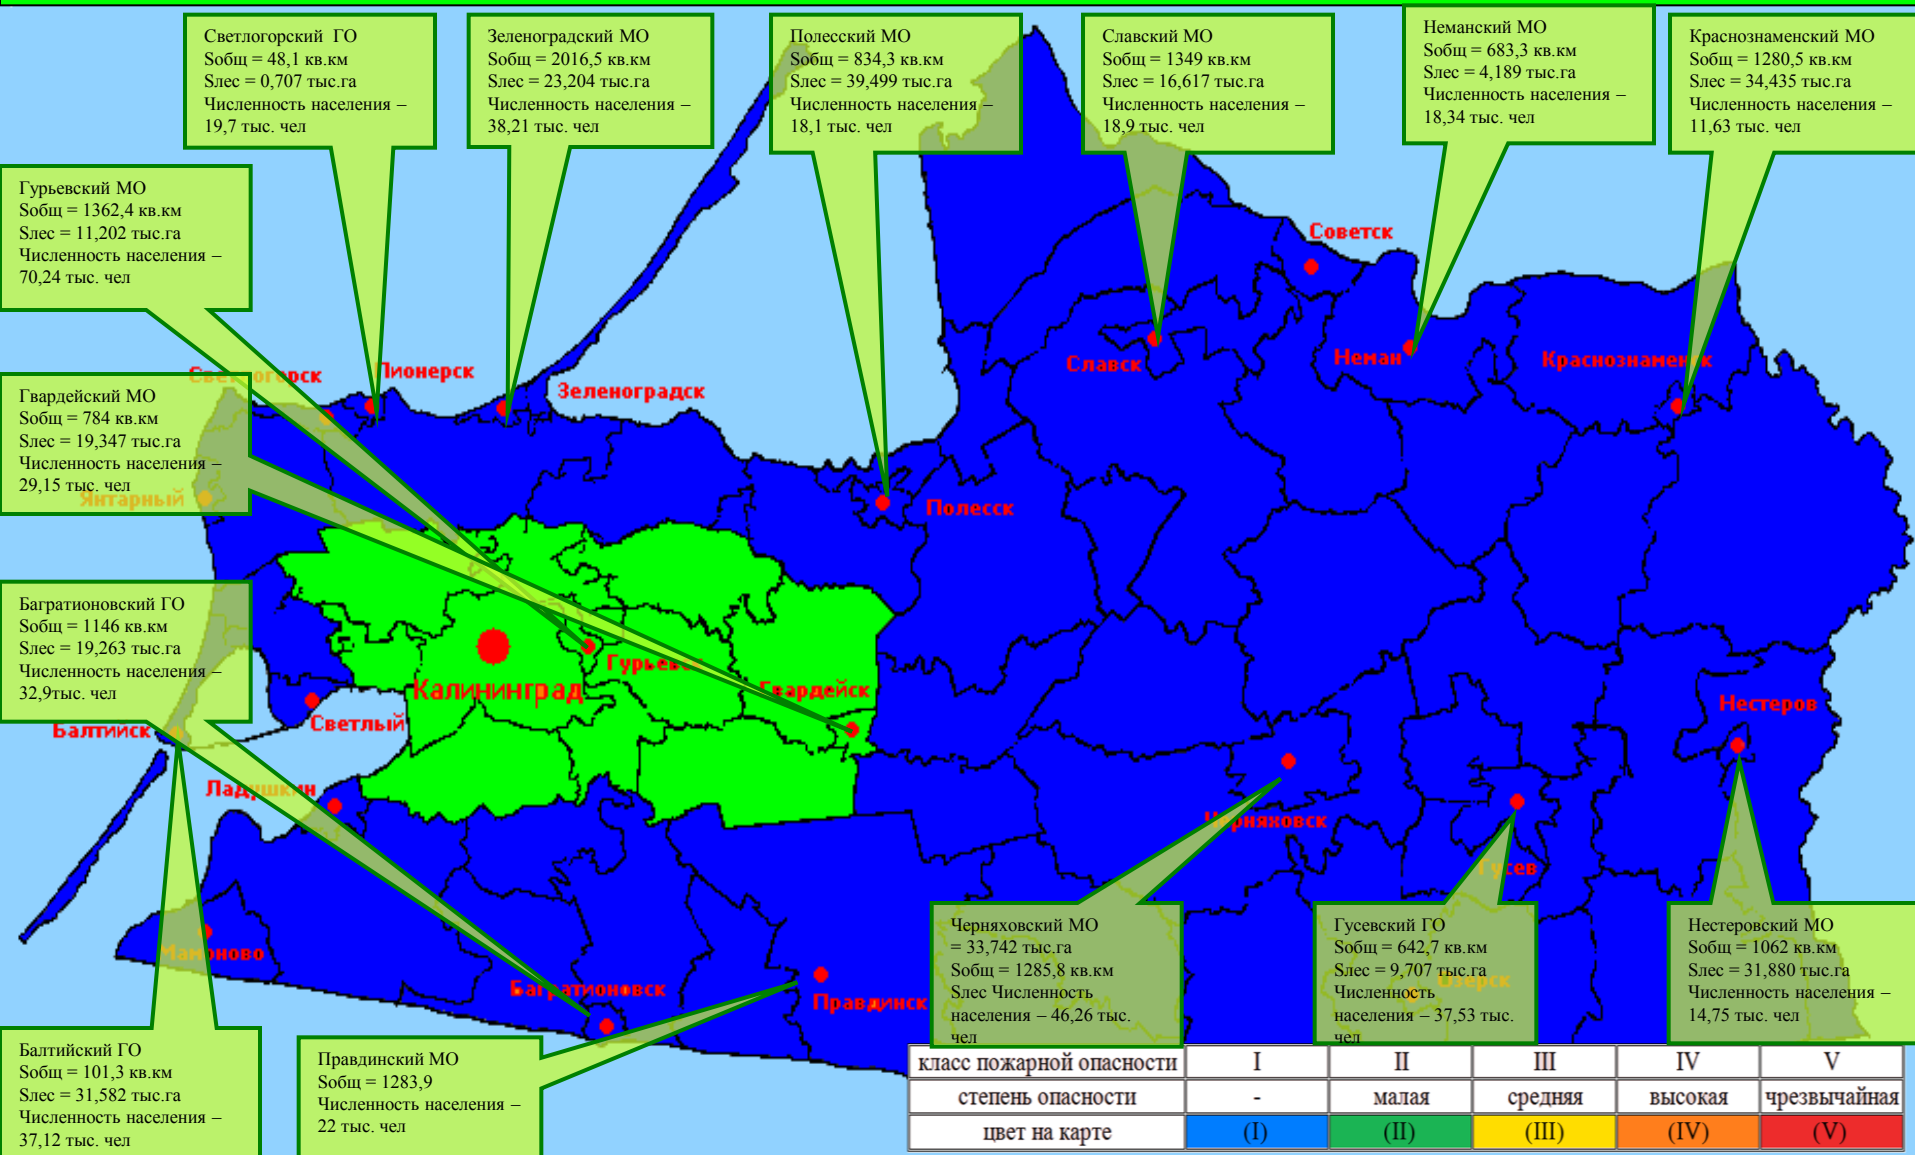 Светлогорский ГО
Sобщ = 48,1 кв.км
Sлес = 0,707 тыс.га
Численность населения –
19,7 тыс. чел
Зеленоградский МО
Sобщ = 2016,5 кв.км
Sлес = 23,204 тыс.га
Численность населения –
38,21 тыс. чел
Полесский МО
Sобщ = 834,3 кв.км
Sлес = 39,499 тыс.га
Численность населения –
18,1 тыс. чел
Славский МО
Sобщ = 1349 кв.км
Sлес = 16,617 тыс.га
Численность населения –
18,9 тыс. чел
Неманский МО
Sобщ = 683,3 кв.км
Sлес = 4,189 тыс.га
Численность населения –
18,34 тыс. чел
Краснознаменский МО
Sобщ = 1280,5 кв.км
Sлес = 34,435 тыс.га
Численность населения –
11,63 тыс. чел
Гурьевский МО
Sобщ = 1362,4 кв.км
Sлес = 11,202 тыс.га
Численность населения –
70,24 тыс. чел
Гвардейский МО
Sобщ = 784 кв.км
Sлес = 19,347 тыс.га
Численность населения –
29,15 тыс. чел
Багратионовский ГО
Sобщ = 1146 кв.км
Sлес = 19,263 тыс.га
Численность населения –
32,9тыс. чел
Советск
Славск
Неман
Краснознаменск
Светлогорск
Пионерск
Зеленоградск
Янтарный
Полесск
Гурьевск
Калининград
Гвардейск
Нестеров
Светлый
Балтийск
Ладушкин
Черняховск
Гусев
Мамоново
Багратионовск
Правдинск
Озерск
Черняховский МО
= 33,742 тыс.га
Sобщ = 1285,8 кв.км
Sлес Численность
населения – 46,26 тыс.
чел
Гусевский ГО
Sобщ = 642,7 кв.км
Sлес = 9,707 тыс.га
Численность
населения – 37,53 тыс.
чел
Нестеровский МО
Sобщ = 1062 кв.км
Sлес = 31,880 тыс.га
Численность населения –
14,75 тыс. чел
Балтийский ГО
Sобщ = 101,3 кв.км
Sлес = 31,582 тыс.га
Численность населения –
37,12 тыс. чел
Правдинский МО
Sобщ = 1283,9
Численность населения –
22 тыс. чел
класс пожарной опасности I II III IV V
степень опасности - малая средняя высокая чрезвычайная
цвет на карте (I) (II) (III) (IV) (V)